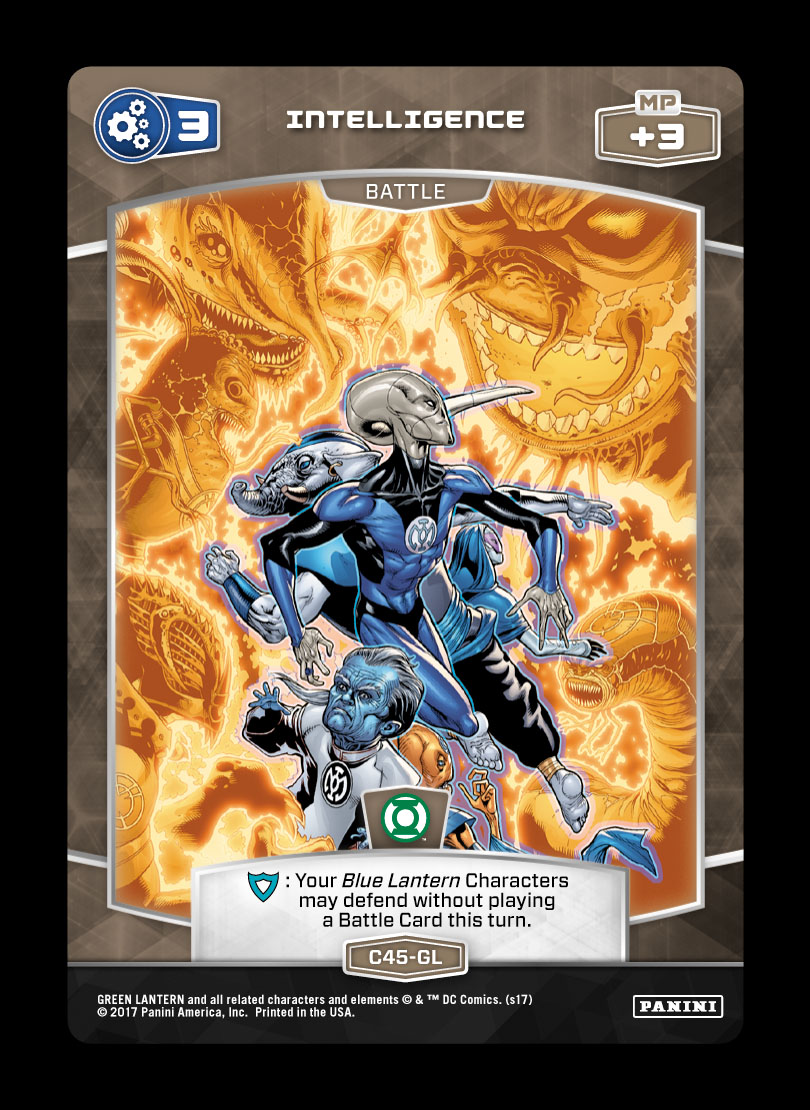 3
INTELLIGENCE
MP
+3
BATTLE
™
: Your Blue Lantern Characters
may defend without playing
a Battle Card this turn.
C45-GL
GREEN LANTERN and all related characters and elements © & ™ DC Comics. (s17)
© 2017 Panini America, Inc. Printed in the USA.
PANINI